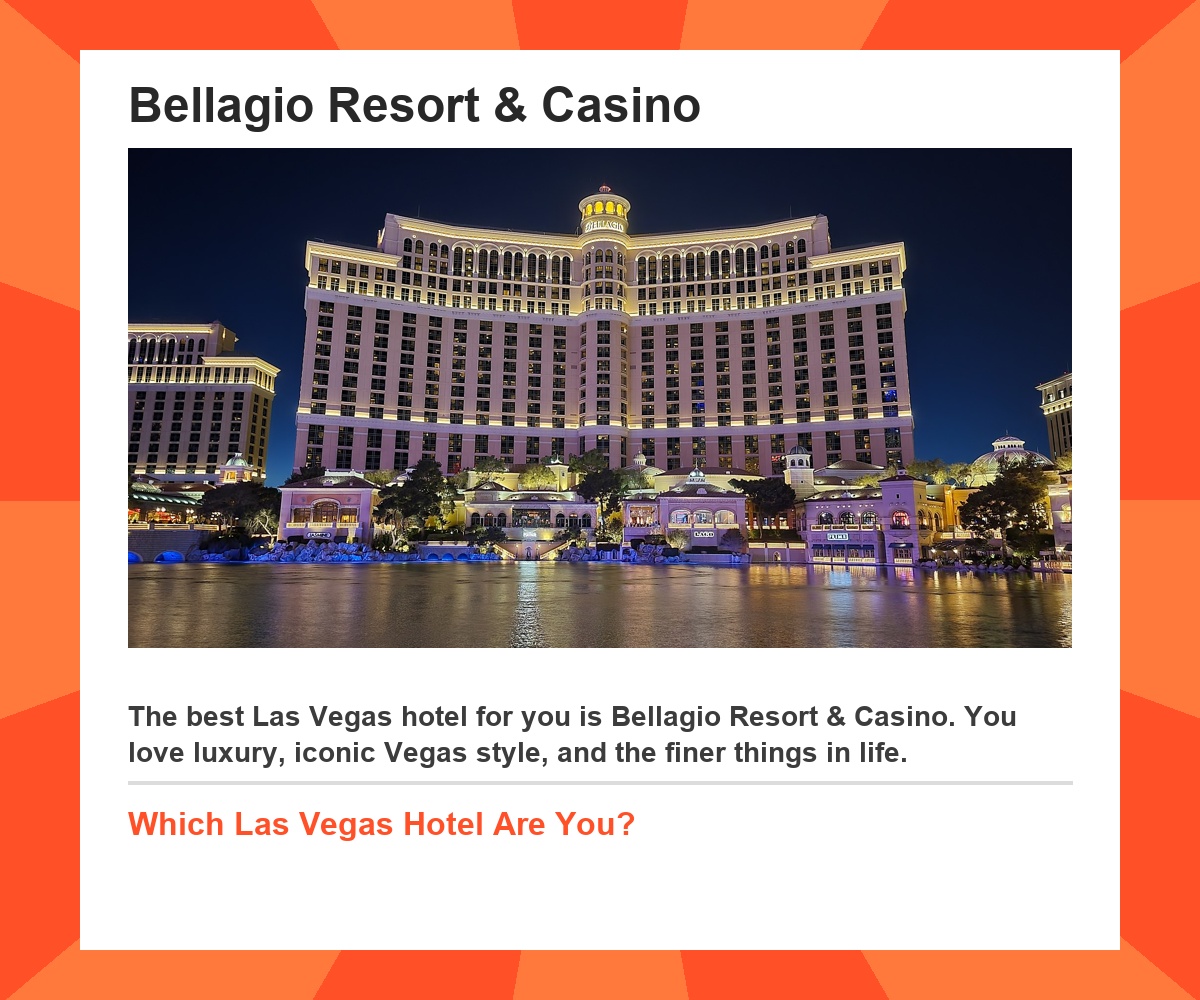 Bellagio Resort & Casino
BELLAGIO
The best Las Vegas hotel for you is Bellagio Resort & Casino. You
love luxury, iconic Vegas style, and the finer things in life.
Which Las Vegas Hotel Are You?